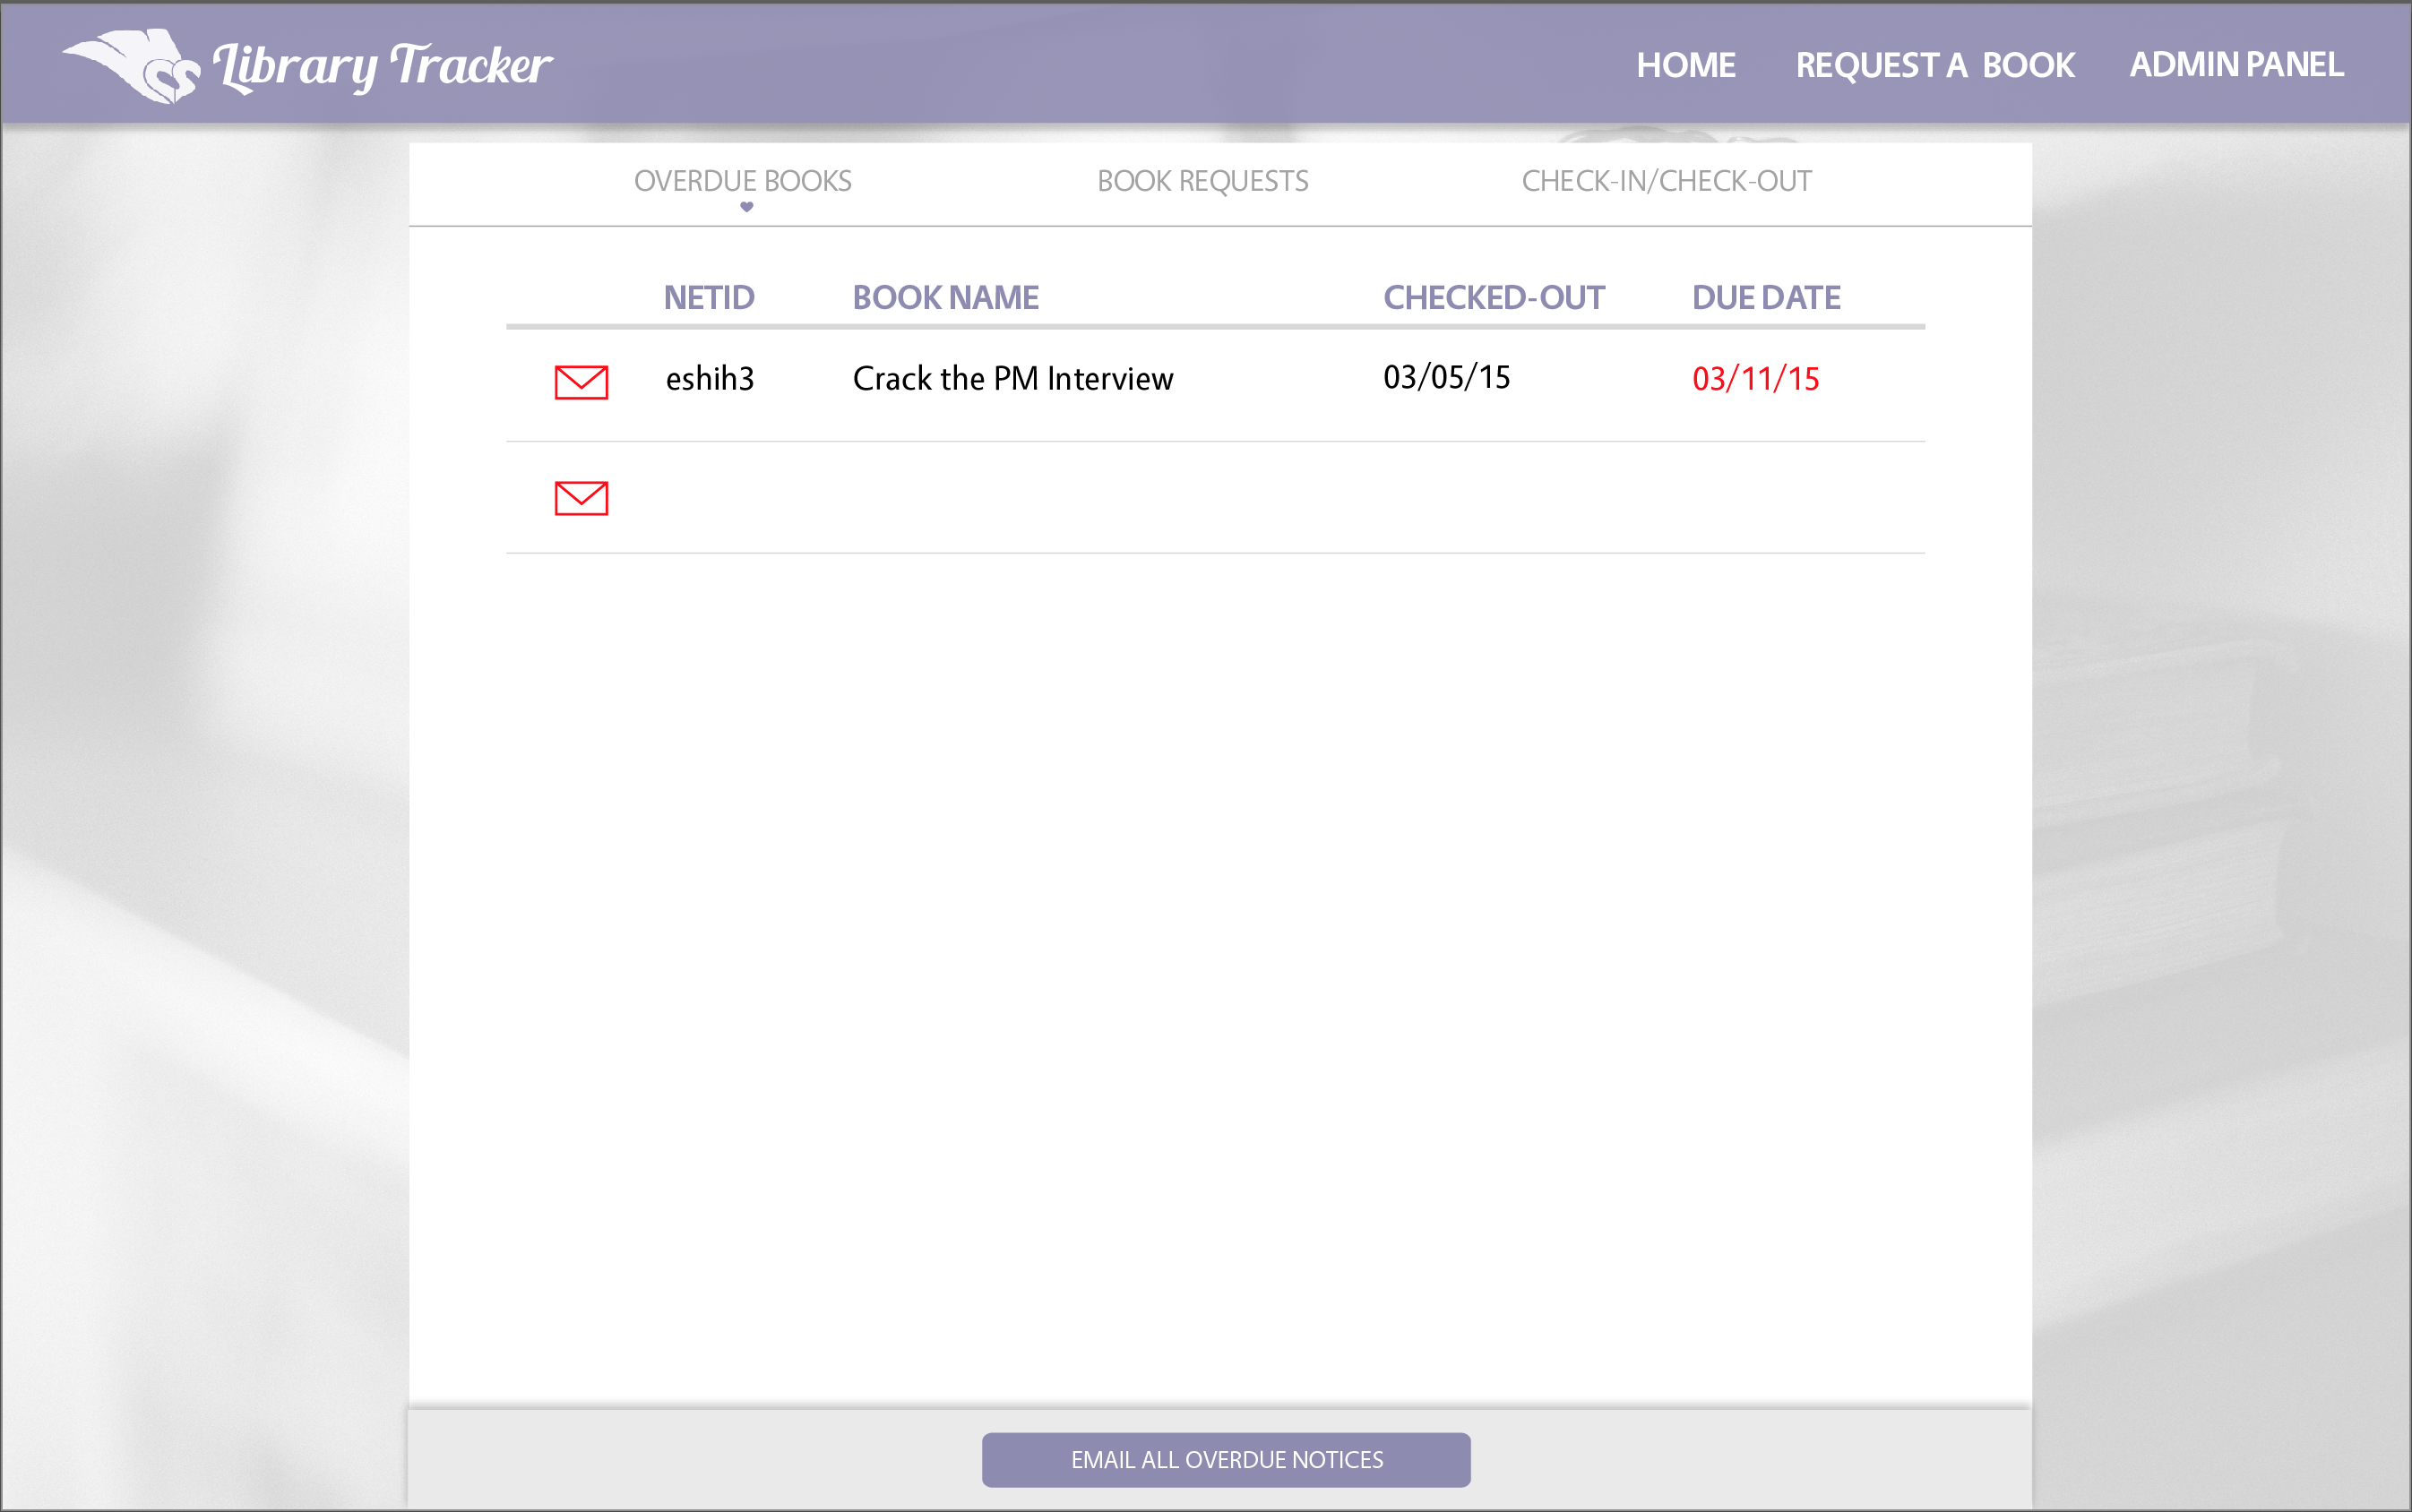 CS Library Tracker
HOME REQUEST A BOOK ADMIN PANEL
OVERDUE BOOKS BOOK REQUESTS CHECK-IN/CHECK-OUT
NETID BOOK NAME CHECKED-OUT DUE DATE
eshih3 Crack the PM Interview 03/05/15 03/11/15
EMAIL ALL OVERDUE NOTICES